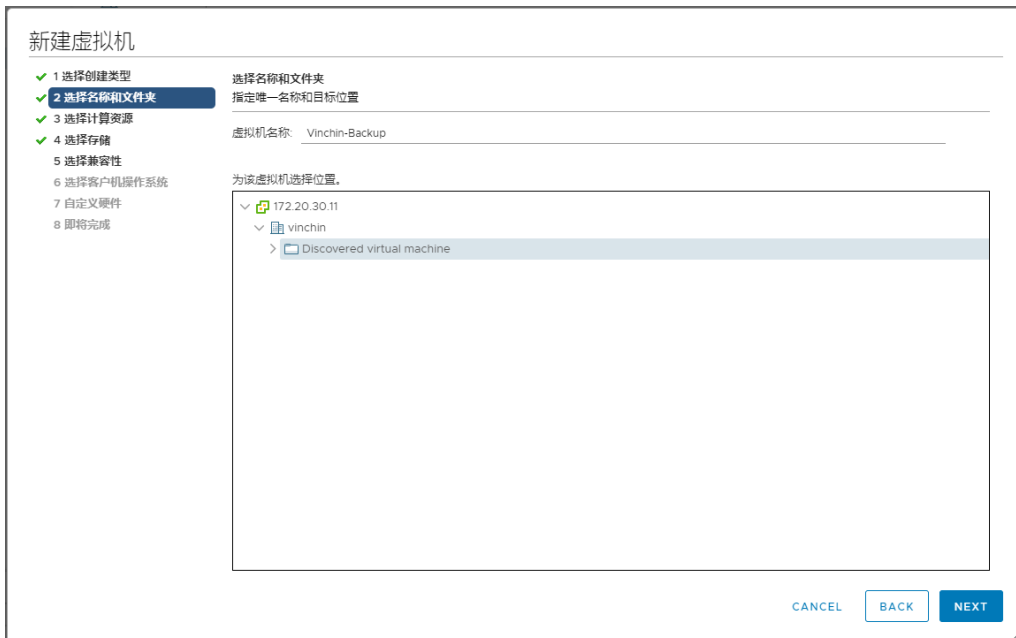 新建虚拟机
1 选择创建类型
2 选择名称和文件夹
3 选择计算资源
4 选择存储
5 选择兼容性
6 选择客户机操作系统
7 自定义硬件
8 即将完成
选择名称和文件夹
指定唯一名称和目标位置
虚拟机名称: Vinchin-Backup
为该虚拟机选择位置。
172.20.30.11
vinchin
Discovered virtual machine
CANCEL BACK NEXT